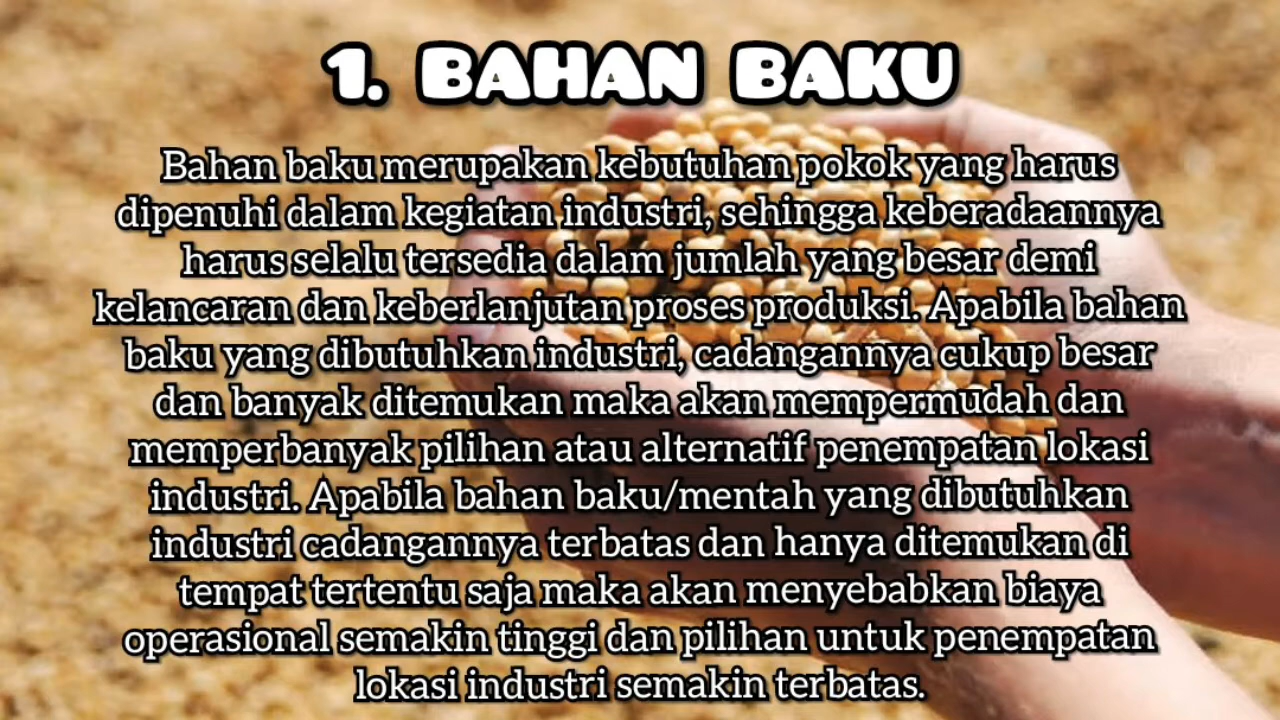 1. BAHAN BAKU
Bahan baku merupakan kebutuhan pokok yang harus
dipenuhi dalam kegiatan industri, sehingga keberadaannya
harus selalu tersedia dalam jumlah yang besar demi
kelancaran dan keberlanjutan proses produksi. Apabila bahan
baku yang dibutuhkan industri, cadangannya cukup besar
dan banyak ditemukan maka akan mempermudah dan
memperbanyak pilihan atau alternatif penempatan lokasi
industri. Apabila bahan baku/mentah yang dibutuhkan
industri cadangannya terbatas dan hanya ditemukan di
tempat tertentu saja maka akan menyebabkan biaya
operasional semakin tinggi dan pilihan untuk penempatan
lokasi industri semakin terbatas.